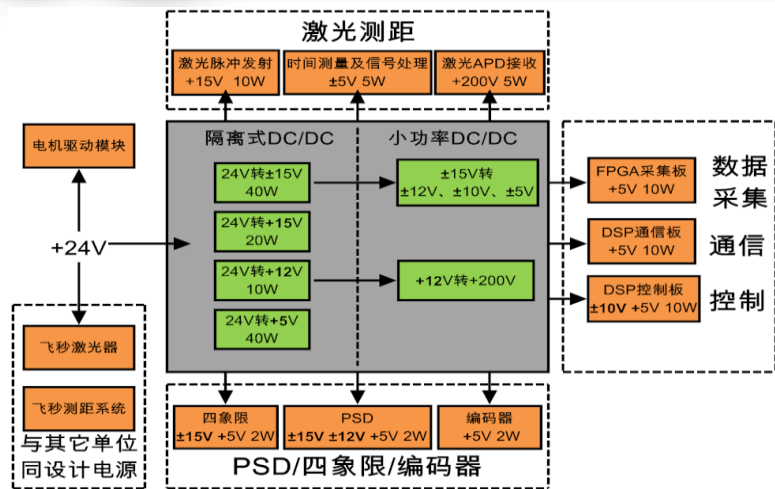 激光测距
激光脉冲发射
+15V 10W
时间测量及信号处理
±5V 5W
激光APD接收
+200V 5W
隔离式DC/DC
小功率DC/DC
电机驱动模块
+24V
24V转±15V
40W
24V转+15V
20W
24V转+12V
10W
24V转+5V
40W
±15V转
±12V、±10V、±5V
+12V转+200V
FPGA采集板
+5V 10W
数据
采集
DSP通信板
+5V 10W
通信
DSP控制板
±10V +5V 10W
控制
飞秒激光器
飞秒测距系统
与其它单位
同设计电源
四象限
±15V +5V 2W
PSD
±15V ±12V +5V 2W
编码器
+5V 2W
PSD/四象限/编码器